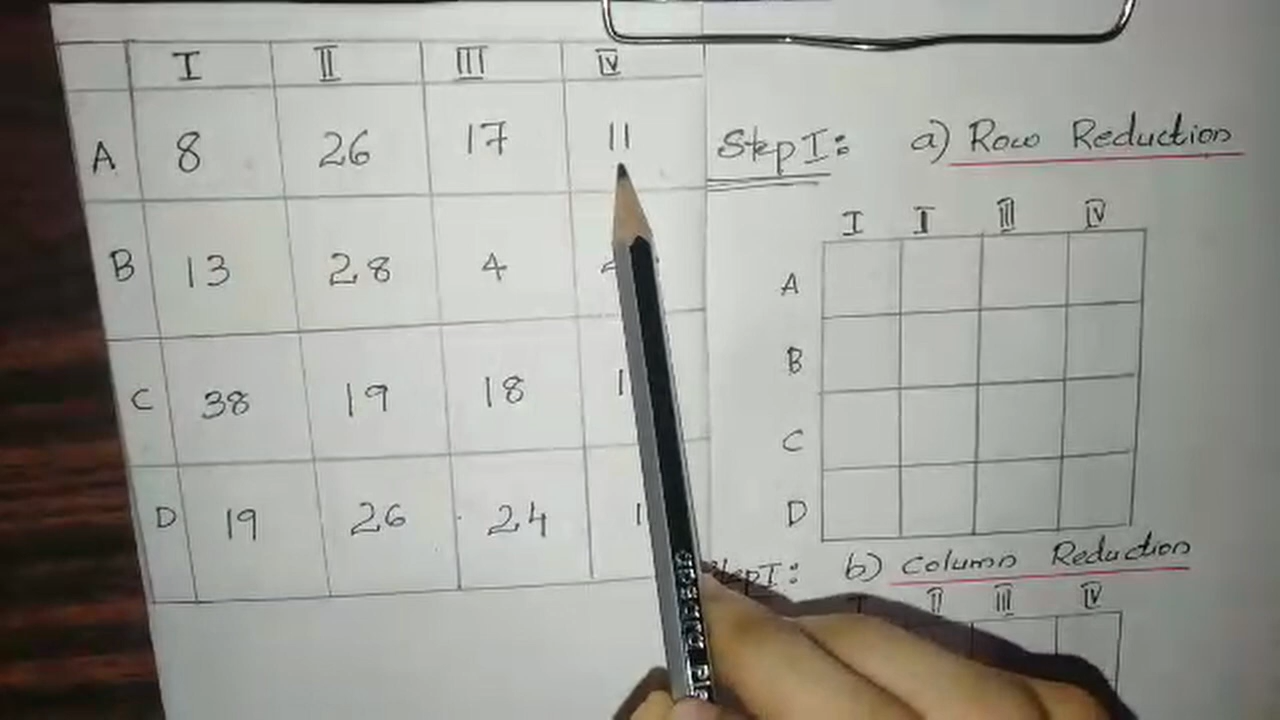 I II III IV
A 8 26 17 11
B 13 28 4
C 38 19 18
D 19 26 24
Step I: a) Row Reduction
I I III IV
A
B
C
D
Step I: b) Column Reduction
II III IV